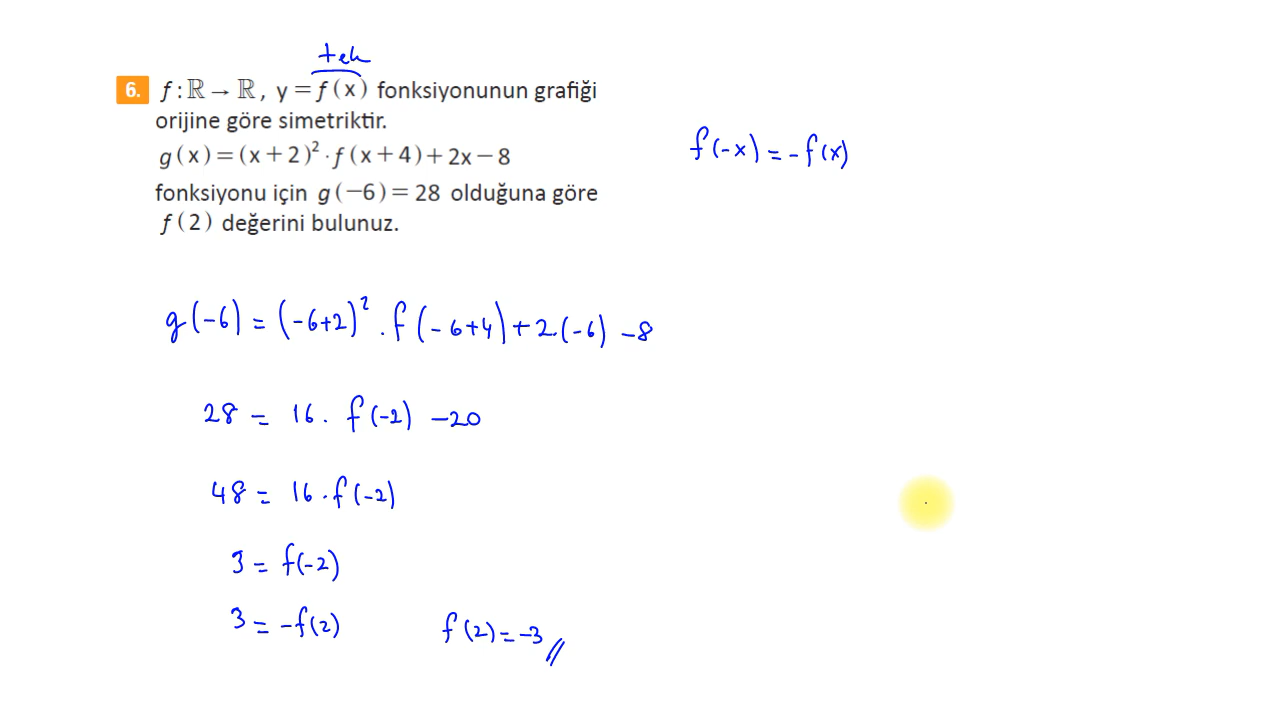 tek
6. f : ℝ → ℝ, y = f(x) fonksiyonunun grafiği
orijine göre simetriktir.
g(x) = (x + 2)² · f(x + 4) + 2x − 8
fonksiyonu için g(−6) = 28 olduğuna göre
f(2) değerini bulunuz.
f(-x) = -f(x)
g(-6) = (-6+2)² . f(-6+4) + 2.(-6) -8
28 = 16 . f(-2) -20
48 = 16 . f(-2)
3 = f(-2)
3 = -f(2) f(2) = -3 //